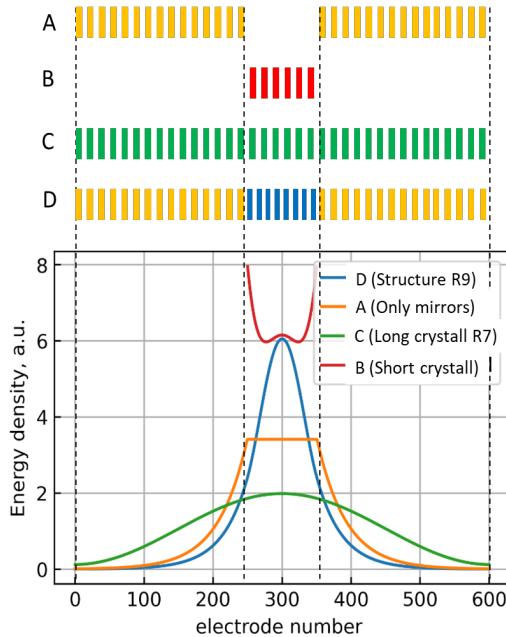 A
B
C
D
8
6
4
2
0
Energy density, a.u.
D (Structure R9)
A (Only mirrors)
C (Long crystall R7)
B (Short crystall)
0 100 200 300 400 500 600
electrode number